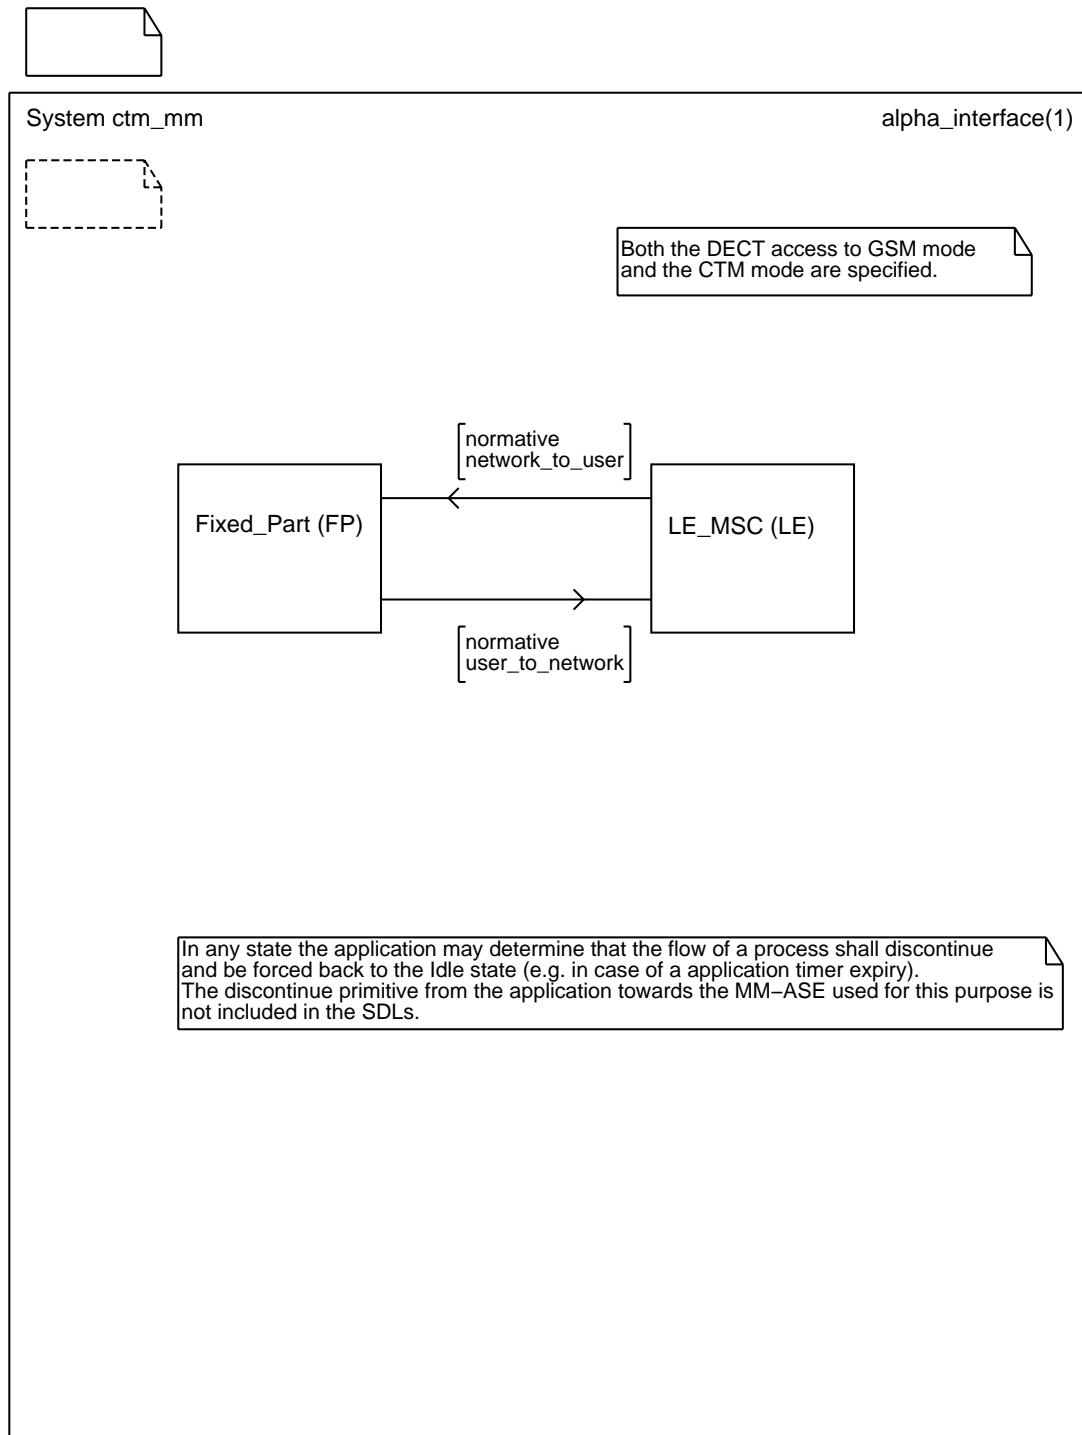 System ctm_mm
alpha_interface(1)
Both the DECT access to GSM mode
and the CTM mode are specified.
normative
network_to_user
Fixed_Part (FP)
LE_MSC (LE)
normative
user_to_network
In any state the application may determine that the flow of a process shall discontinue
and be forced back to the Idle state (e.g. in case of a application timer expiry).
The discontinue primitive from the application towards the MM−ASE used for this purpose is
not included in the SDLs.